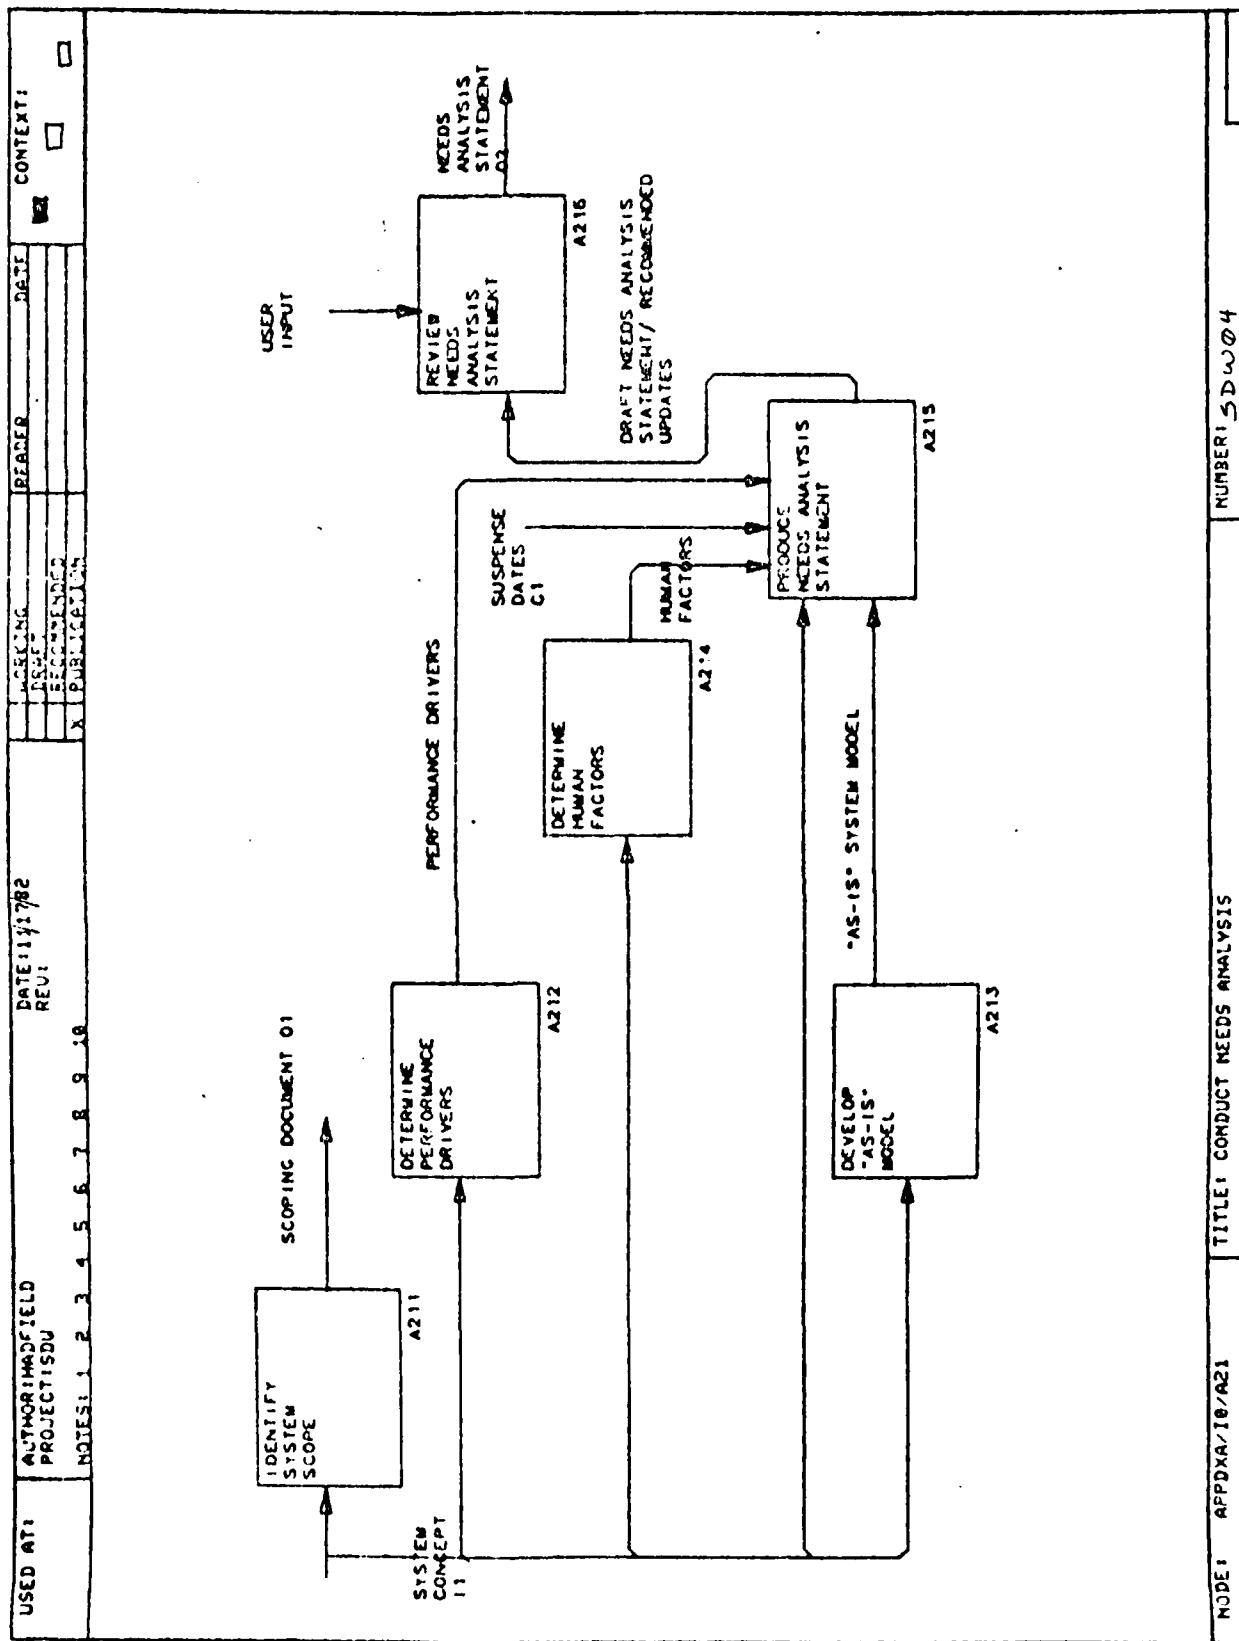 USED AT:
AUTHOR:HADFIELD
PROJECT:SDW
NOTES: 1 2 3 4 5 6 7 8 9 10
DATE:11/17/82
REV:
WORKING
DRAFT
RECOMMENDED
X PUBLICATION
READER DATE
CONTEXT:
IDENTIFY
SYSTEM
SCOPE
A211
SCOPING DOCUMENT O1
SYSTEM
CONCEPT
I1
DETERMINE
PERFORMANCE
DRIVERS
A212
PERFORMANCE DRIVERS
DETERMINE
HUMAN
FACTORS
A214
HUMAN
FACTORS
SUSPENSE
DATES
C1
DEVELOP
"AS-IS"
MODEL
A213
"AS-IS" SYSTEM MODEL
PRODUCE
NEEDS ANALYSIS
STATEMENT
A215
DRAFT NEEDS ANALYSIS
STATEMENT/ RECOMMENDED
UPDATES
USER
INPUT
REVIEW
NEEDS
ANALYSIS
STATEMENT
A216
NEEDS
ANALYSIS
STATEMENT
O2
NODE: APPDXA/10/A21
TITLE: CONDUCT NEEDS ANALYSIS
NUMBER: SDW04